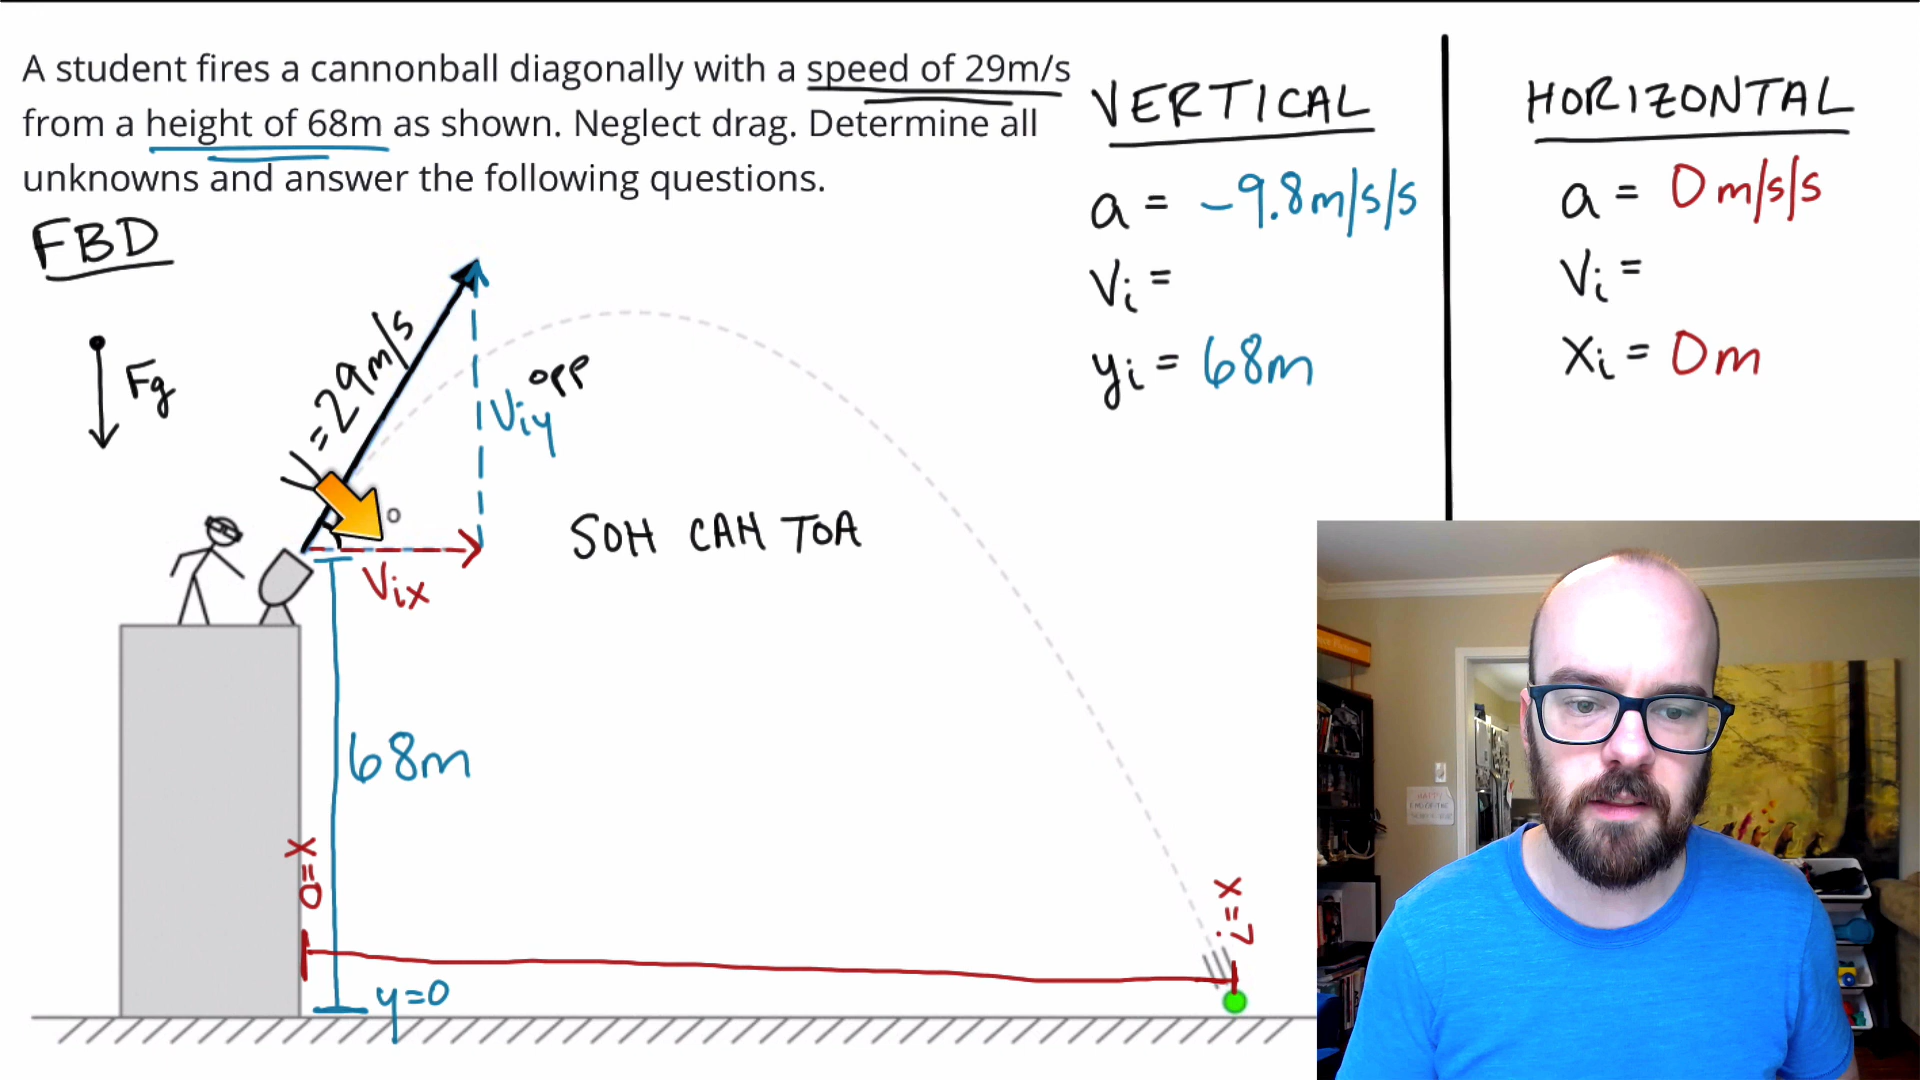 A student fires a cannonball diagonally with a speed of 29m/s
from a height of 68m as shown. Neglect drag. Determine all
unknowns and answer the following questions.
FBD
Fg
V=29m/s
Viy
opp
°
SOH CAH TOA
Vix
68m
x=0
y=0
x=?
VERTICAL
a = -9.8m/s/s
Vi =
yi = 68m
HORIZONTAL
a = 0m/s/s
Vi =
xi = 0m